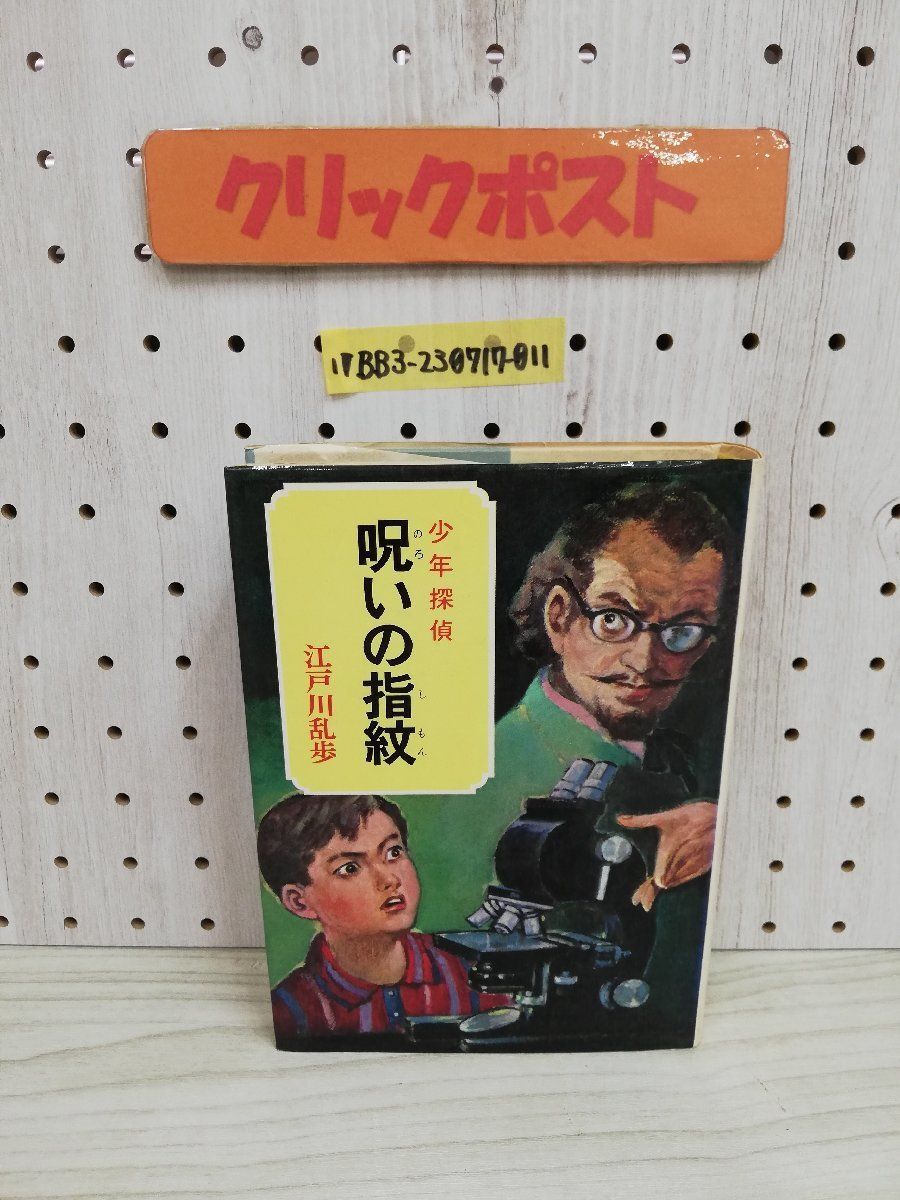 クリックポスト
17BB3-230717-011
少年探偵
呪いの指紋
のろ
しもん
江戸川乱歩